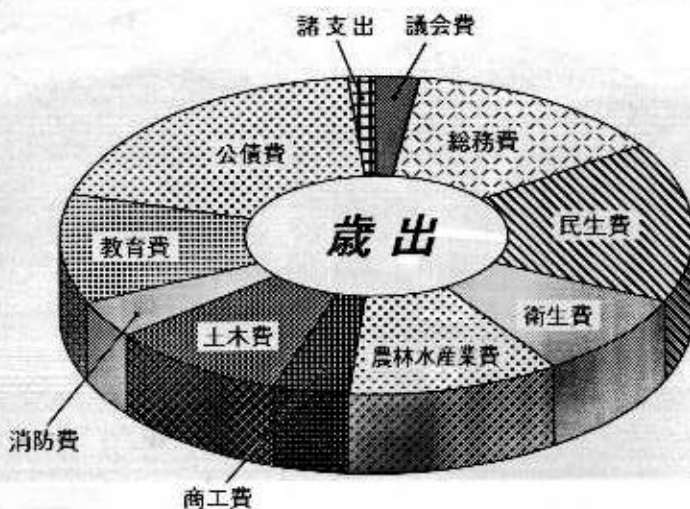 諸支出
議会費
公債費
総務費
歳出
民生費
教育費
衛生費
土木費
農林水産業費
消防費
商工費